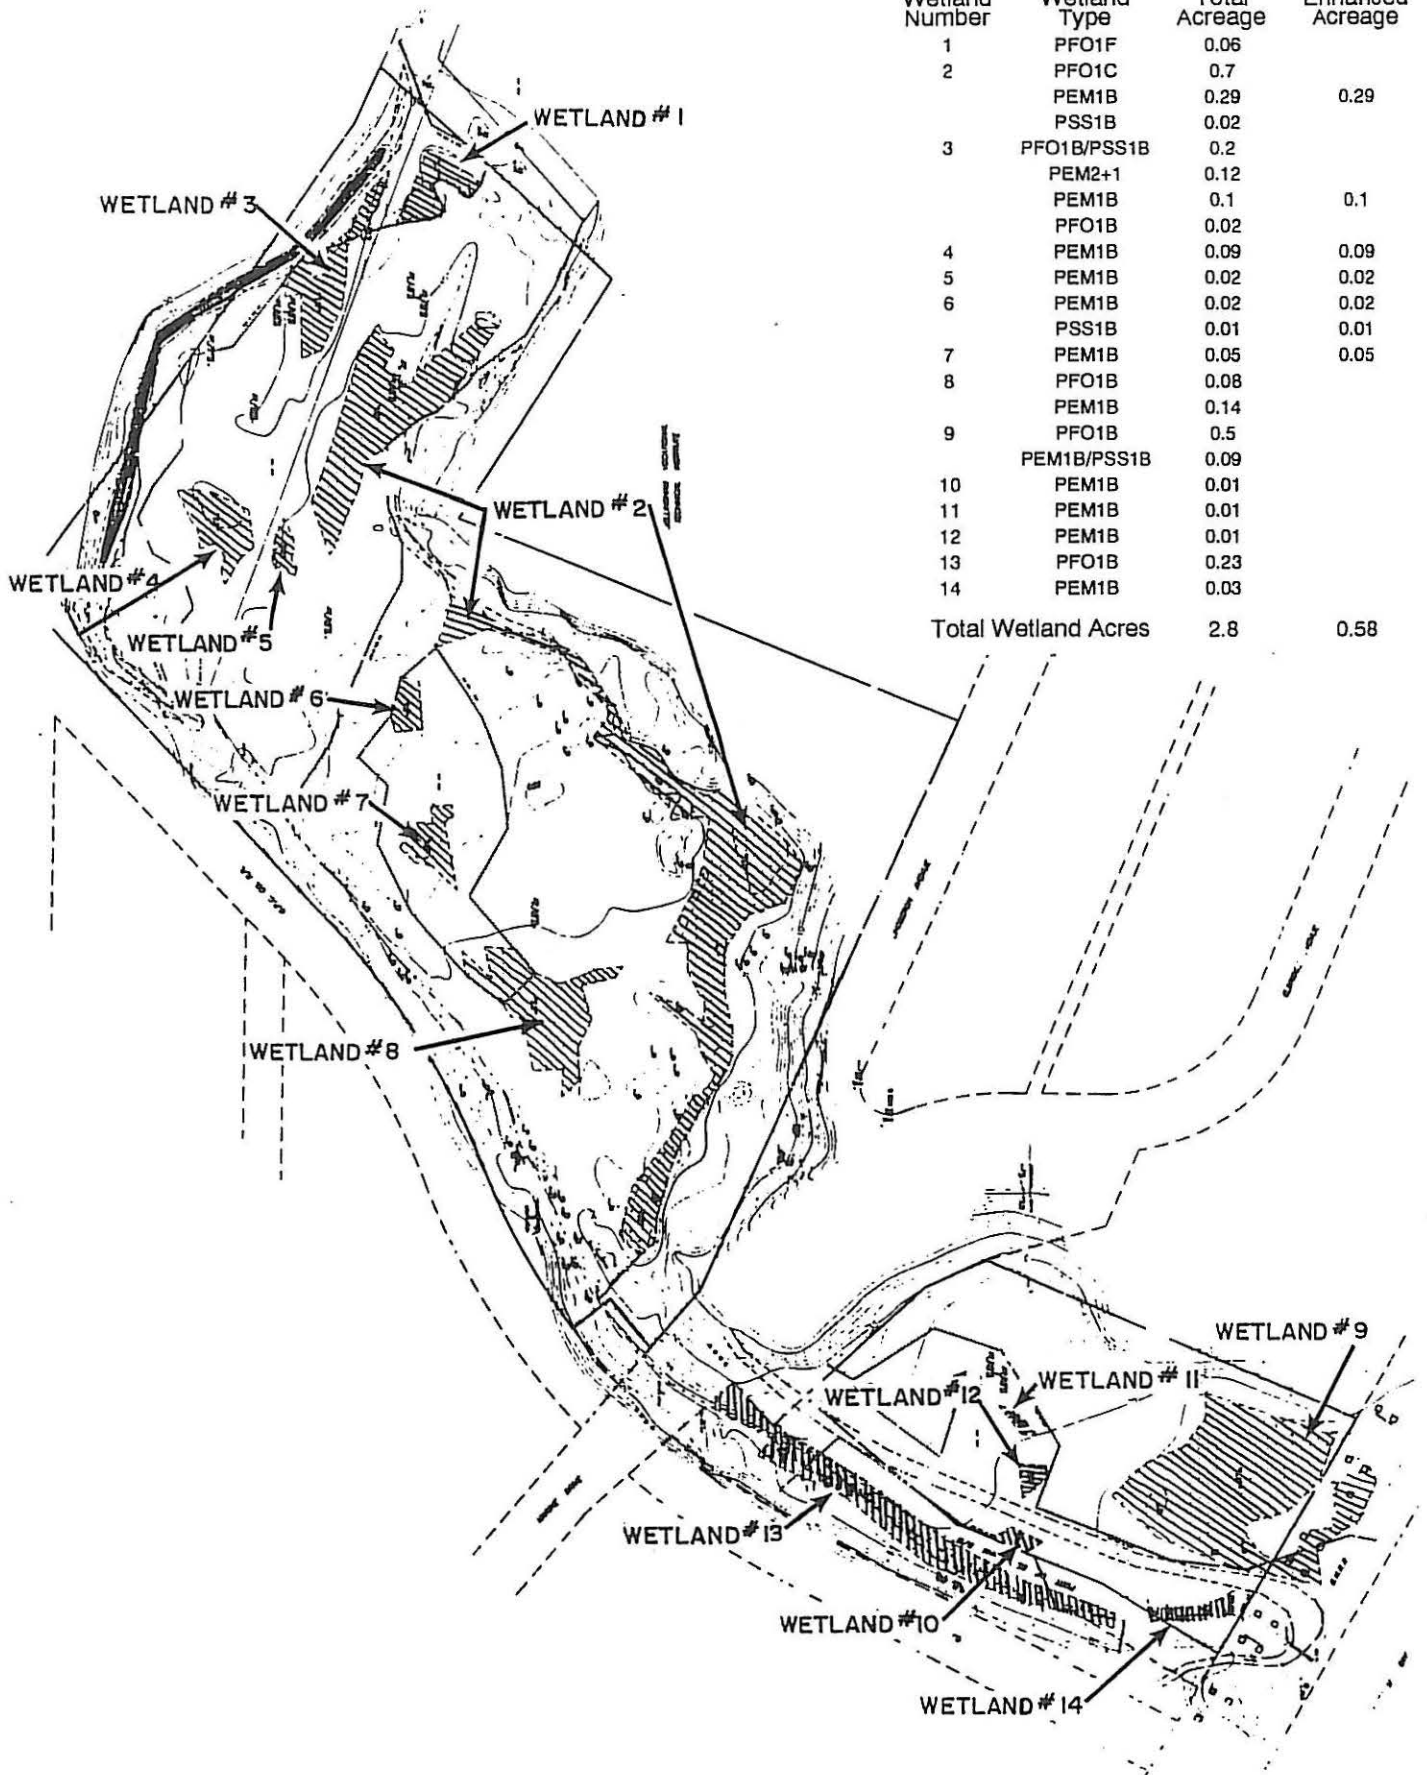 Wetland Wetland Total Enhanced
Number Type Acreage Acreage
1 PFO1F 0.06
2 PFO1C 0.7
PEM1B 0.29 0.29
PSS1B 0.02
3 PFO1B/PSS1B 0.2
PEM2+1 0.12
PEM1B 0.1 0.1
PFO1B 0.02
4 PEM1B 0.09 0.09
5 PEM1B 0.02 0.02
6 PEM1B 0.02 0.02
PSS1B 0.01 0.01
7 PEM1B 0.05 0.05
8 PFO1B 0.08
PEM1B 0.14
9 PFO1B 0.5
PEM1B/PSS1B 0.09
10 PEM1B 0.01
11 PEM1B 0.01
12 PEM1B 0.01
13 PFO1B 0.23
14 PEM1B 0.03
Total Wetland Acres 2.8 0.58
WETLAND #1
WETLAND #3
WETLAND #2
WETLAND #4
WETLAND #5
WETLAND #6
WETLAND #7
WETLAND #8
WETLAND #9
WETLAND #11
WETLAND #12
WETLAND #13
WETLAND #10
WETLAND #14